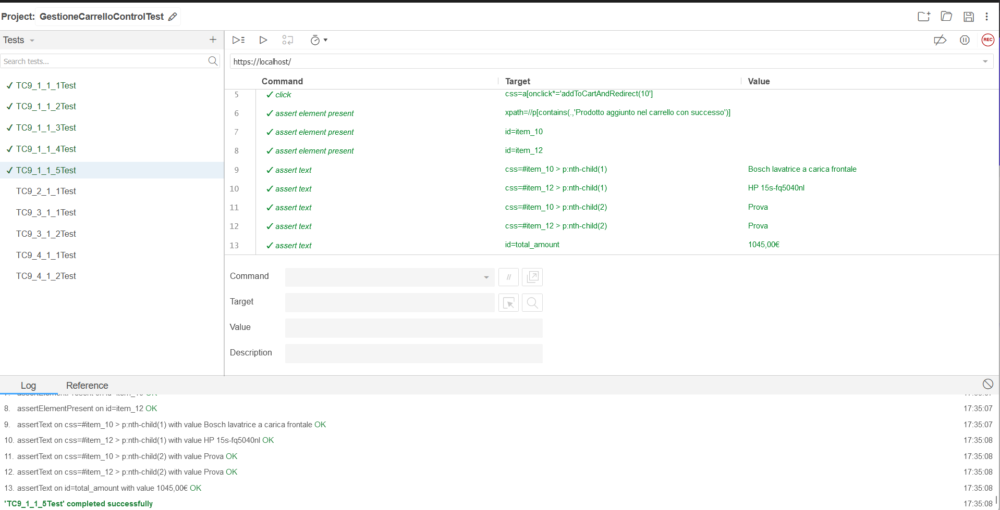 Project: GestioneCarrelloControlTest
Tests
Search tests...
✓ TC9_1_1_1Test
✓ TC9_1_1_2Test
✓ TC9_1_1_3Test
✓ TC9_1_1_4Test
✓ TC9_1_1_5Test
TC9_2_1_1Test
TC9_3_1_1Test
TC9_3_1_2Test
TC9_4_1_1Test
TC9_4_1_2Test
REC
https://localhost/
Command Target Value
5 ✓ click css=a[onclick*='addToCartAndRedirect(10']
6 ✓ assert element present xpath=//p[contains(.,'Prodotto aggiunto nel carrello con successo')]
7 ✓ assert element present id=item_10
8 ✓ assert element present id=item_12
9 ✓ assert text css=#item_10 > p:nth-child(1) Bosch lavatrice a carica frontale
10 ✓ assert text css=#item_12 > p:nth-child(1) HP 15s-fq5040nl
11 ✓ assert text css=#item_10 > p:nth-child(2) Prova
12 ✓ assert text css=#item_12 > p:nth-child(2) Prova
13 ✓ assert text id=total_amount 1045,00€
Command //
Target
Value
Description
Log Reference
7. assertElementPresent on id=item_10 OK 17:35:07
8. assertElementPresent on id=item_12 OK 17:35:07
9. assertText on css=#item_10 > p:nth-child(1) with value Bosch lavatrice a carica frontale OK 17:35:07
10. assertText on css=#item_12 > p:nth-child(1) with value HP 15s-fq5040nl OK 17:35:08
11. assertText on css=#item_10 > p:nth-child(2) with value Prova OK 17:35:08
12. assertText on css=#item_12 > p:nth-child(2) with value Prova OK 17:35:08
13. assertText on id=total_amount with value 1045,00€ OK 17:35:08
'TC9_1_1_5Test' completed successfully 17:35:08